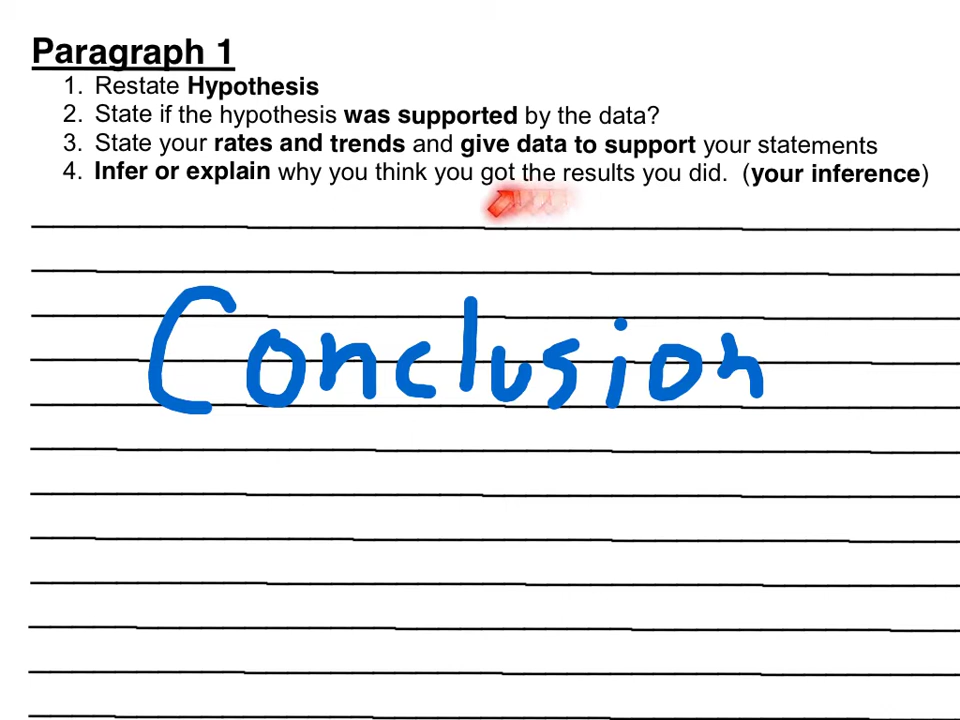 Paragraph 1
1. Restate Hypothesis
2. State if the hypothesis was supported by the data?
3. State your rates and trends and give data to support your statements
4. Infer or explain why you think you got the results you did. (your inference)
Conclusion